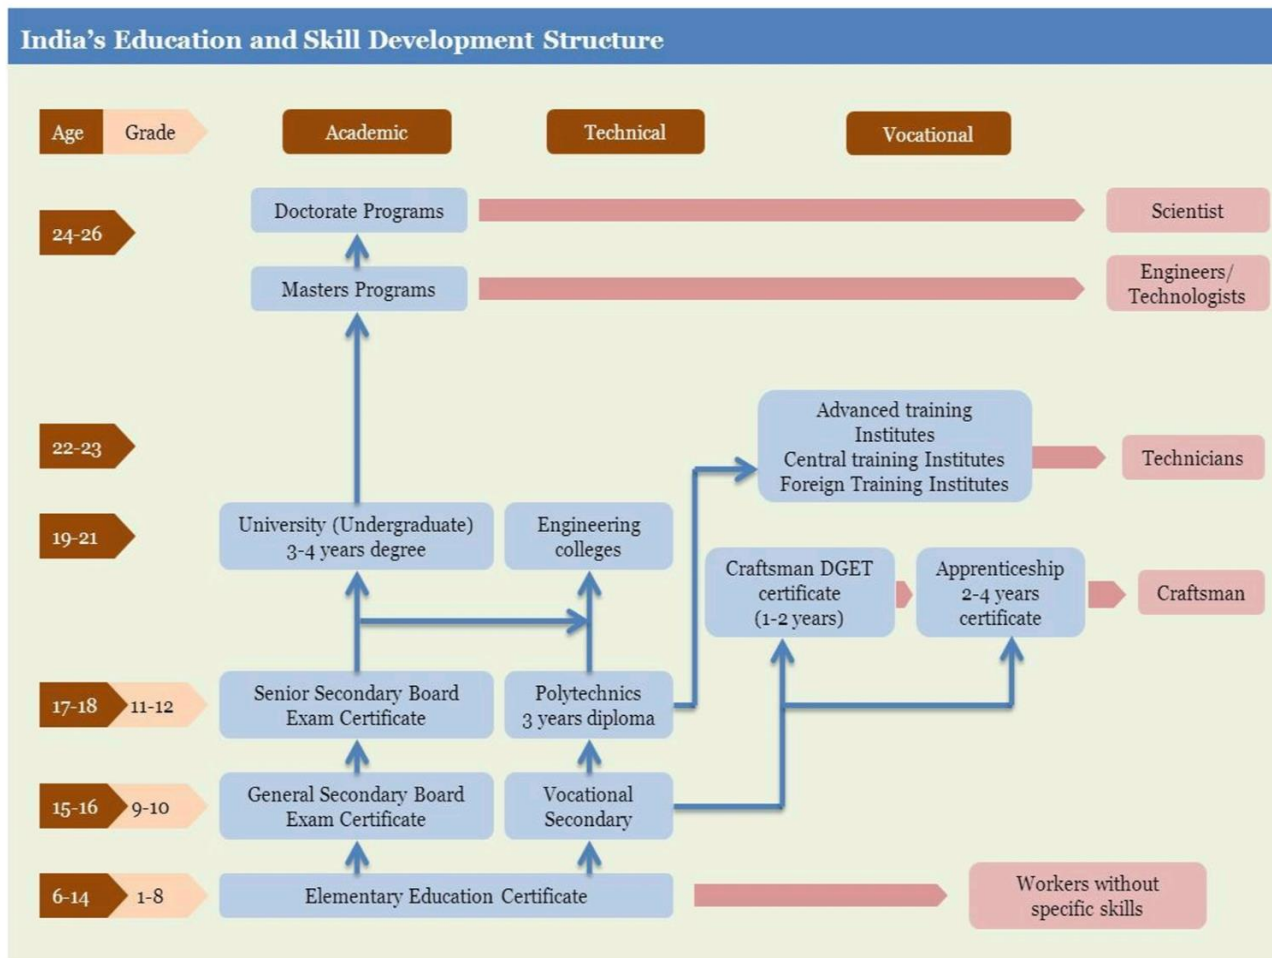 India's Education and Skill Development Structure
Age
Grade
Academic
Technical
Vocational
24-26
Doctorate Programs
Scientist
Masters Programs
Engineers/
Technologists
22-23
Advanced training
Institutes
Central training Institutes
Foreign Training Institutes
Technicians
19-21
University (Undergraduate)
3-4 years degree
Engineering
colleges
Craftsman DGET
certificate
(1-2 years)
Apprenticeship
2-4 years
certificate
Craftsman
17-18
11-12
Senior Secondary Board
Exam Certificate
Polytechnics
3 years diploma
15-16
9-10
General Secondary Board
Exam Certificate
Vocational
Secondary
6-14
1-8
Elementary Education Certificate
Workers without
specific skills